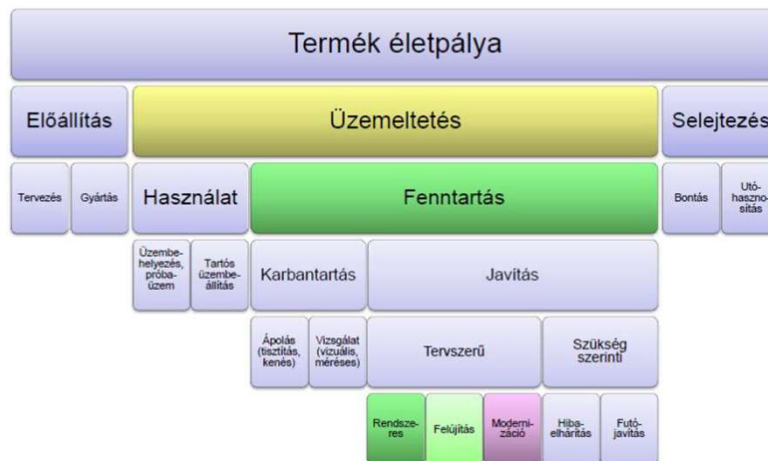 Termék életpálya
Előállítás
Üzemeltetés
Selejtezés
Tervezés
Gyártás
Használat
Fenntartás
Bontás
Utó-
haszno-
sítás
Üzembe-
helyezés,
próba-
üzem
Tartós
üzembe-
állítás
Karbantartás
Javítás
Ápolás
(tisztítás,
kenés)
Vizsgálat
(vizuális,
méréses)
Tervszerű
Szükség
szerinti
Rendsze-
res
Felújítás
Moderni-
záció
Hiba-
elhárítás
Futó-
javítás